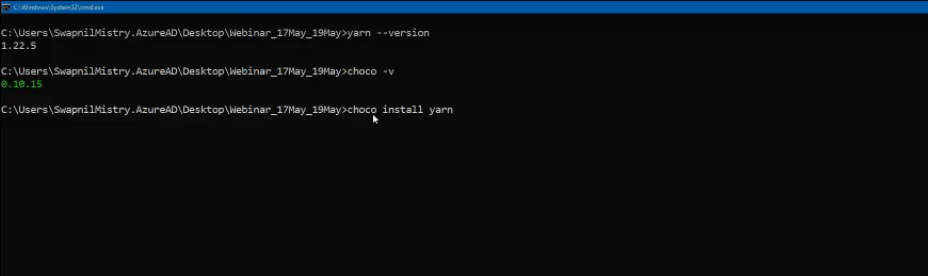 C:\Windows\System32\cmd.exe
C:\Users\SwapnilMistry.AzureAD\Desktop\Webinar_17May_19May>yarn --version
1.22.5
C:\Users\SwapnilMistry.AzureAD\Desktop\Webinar_17May_19May>choco -v
0.10.15
C:\Users\SwapnilMistry.AzureAD\Desktop\Webinar_17May_19May>choco install yarn